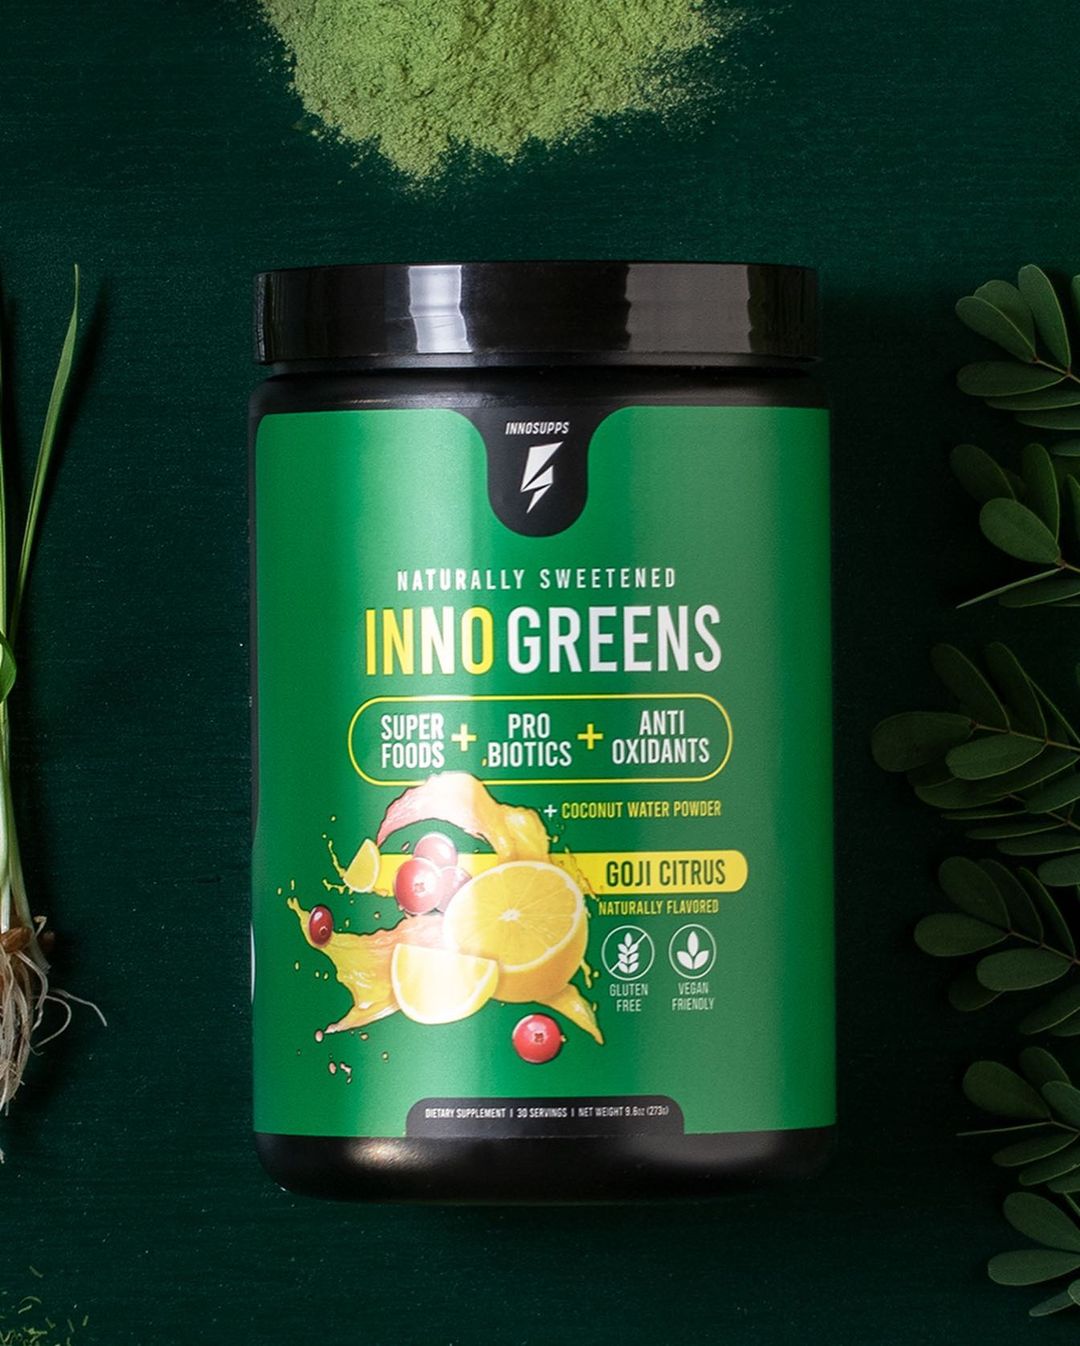 INNOSUPPS
NATURALLY SWEETENED
INNO GREENS
SUPER FOODS + PRO BIOTICS + ANTI OXIDANTS
+ COCONUT WATER POWDER
GOJI CITRUS
NATURALLY FLAVORED
GLUTEN FREE
VEGAN FRIENDLY
DIETARY SUPPLEMENT | 30 SERVINGS | NET WEIGHT 9.6oz (273g)